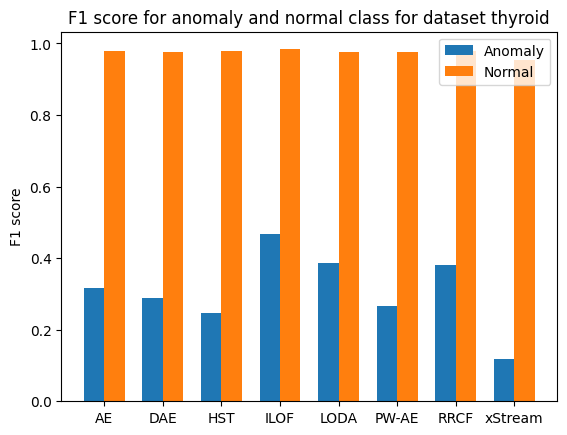 F1 score for anomaly and normal class for dataset thyroid
Anomaly
Normal
F1 score
1.0
0.8
0.6
0.4
0.2
0.0
AE DAE HST ILOF LODA PW-AE RRCF xStream